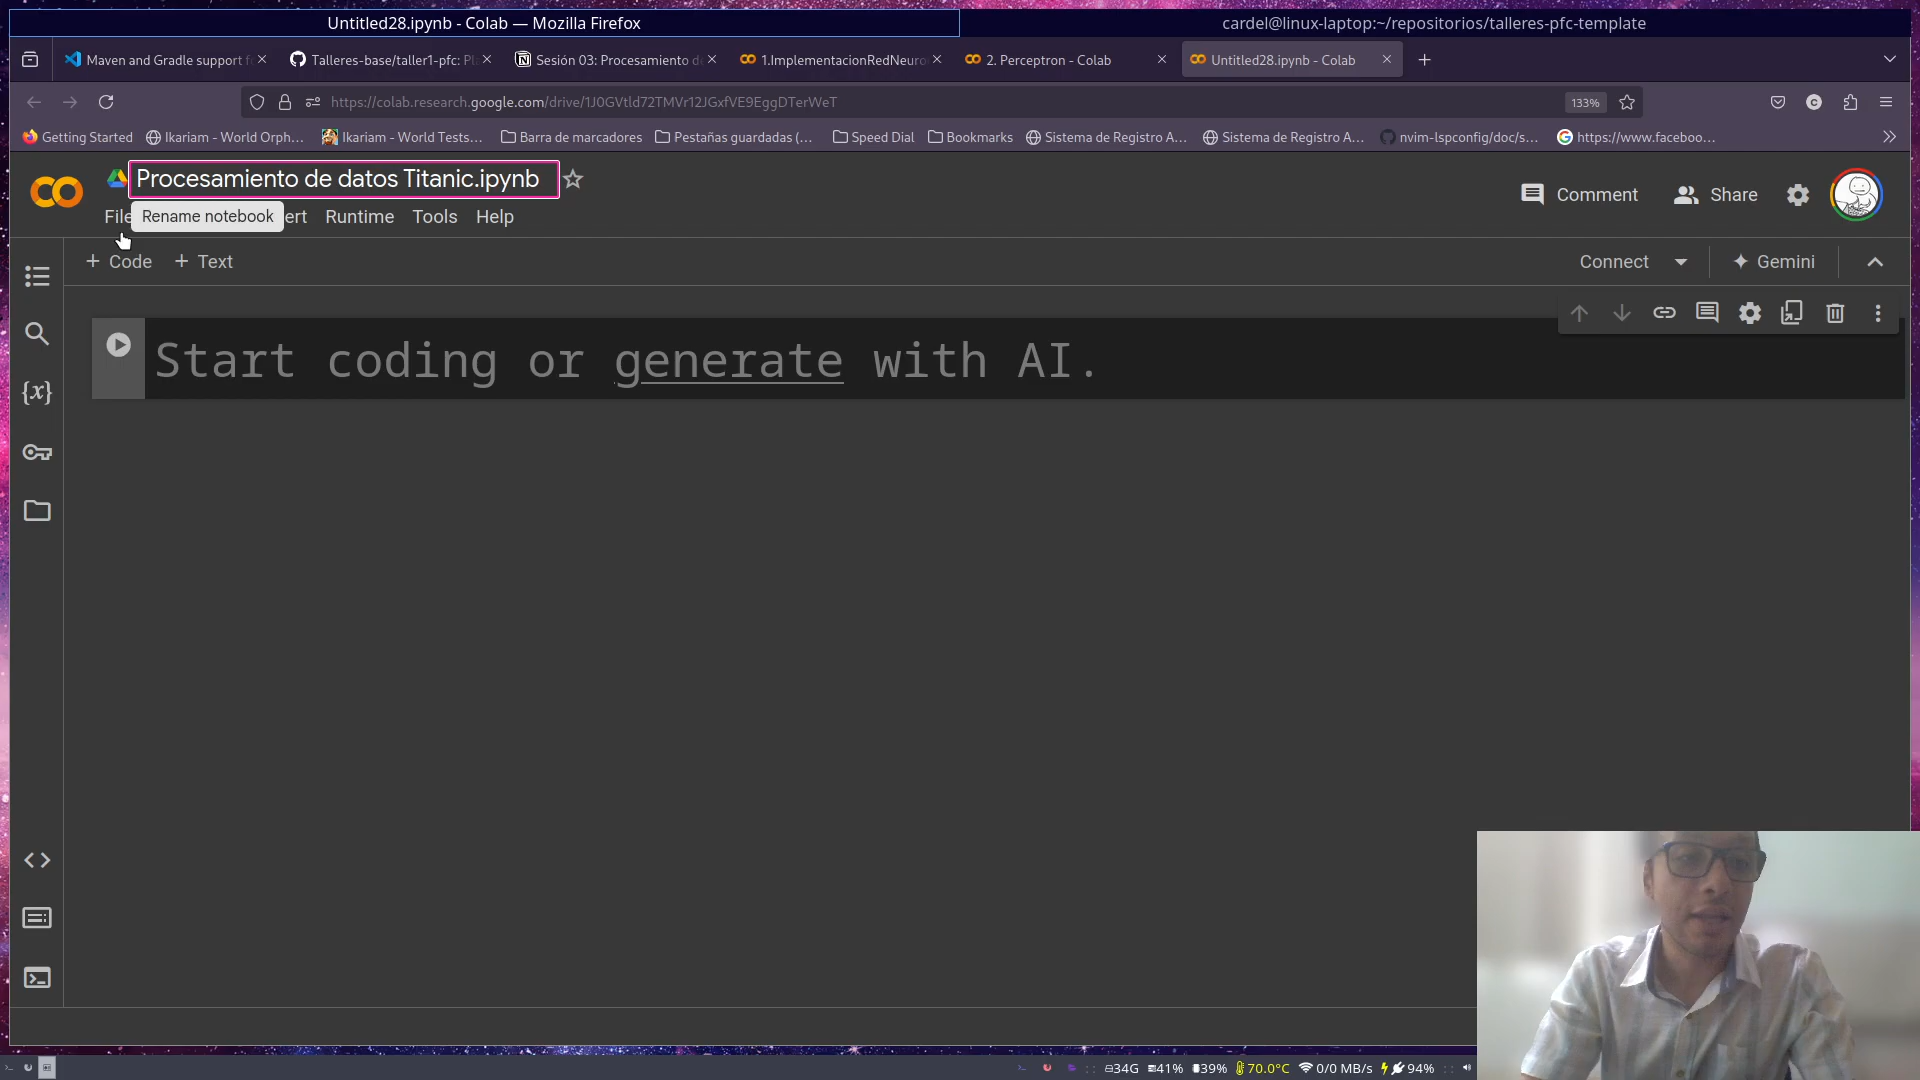 Untitled28.ipynb - Colab — Mozilla Firefox
cardel@linux-laptop:~/repositorios/talleres-pfc-template
Maven and Gradle support f
Talleres-base/taller1-pfc: Pl
Sesión 03: Procesamiento d
1.ImplementacionRedNeuro
2. Perceptron - Colab
Untitled28.ipynb - Colab
https://colab.research.google.com/drive/1J0GVtld72TMVr12JGxfVE9EggDTerWeT
133%
Getting Started
Ikariam - World Orph...
Ikariam - World Tests...
Barra de marcadores
Pestañas guardadas (...
Speed Dial
Bookmarks
Sistema de Registro A...
Sistema de Registro A...
nvim-lspconfig/doc/s...
https://www.faceboo...
Procesamiento de datos Titanic.ipynb
Comment
Share
File
Rename notebook
ert
Runtime
Tools
Help
+ Code
+ Text
Connect
Gemini
Start coding or generate with AI.
34G
41%
39%
70.0°C
0/0 MB/s
94%